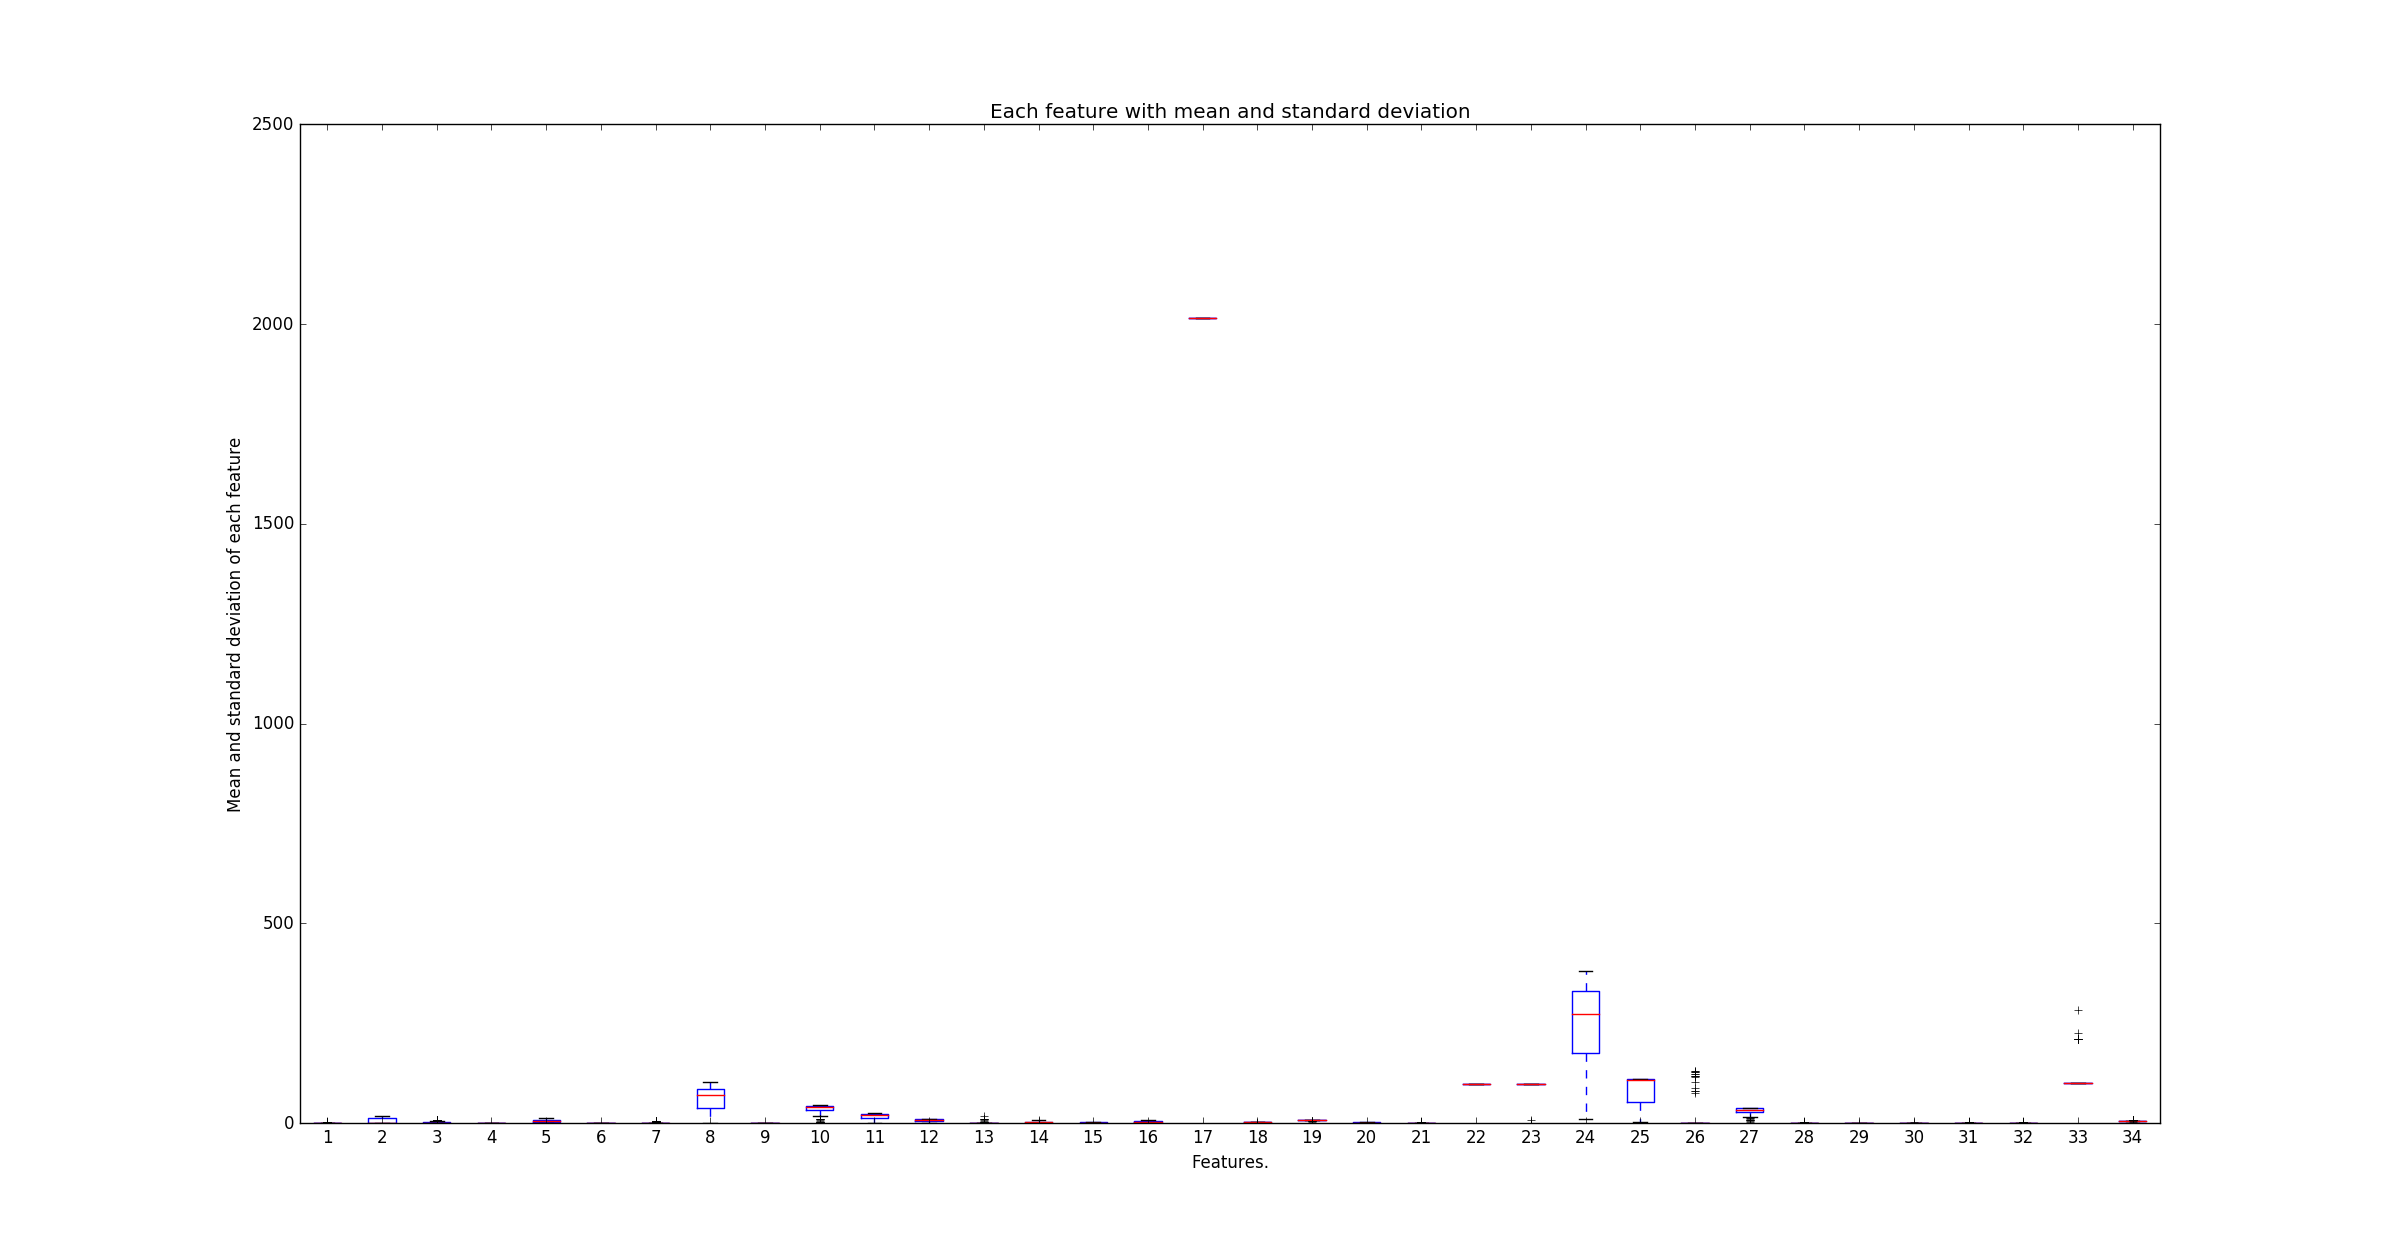 Each feature with mean and standard deviation
2500
2000
1500
1000
500
0
Mean and standard deviation of each feature
1 2 3 4 5 6 7 8 9 10 11 12 13 14 15 16 17 18 19 20 21 22 23 24 25 26 27 28 29 30 31 32 33 34
Features.